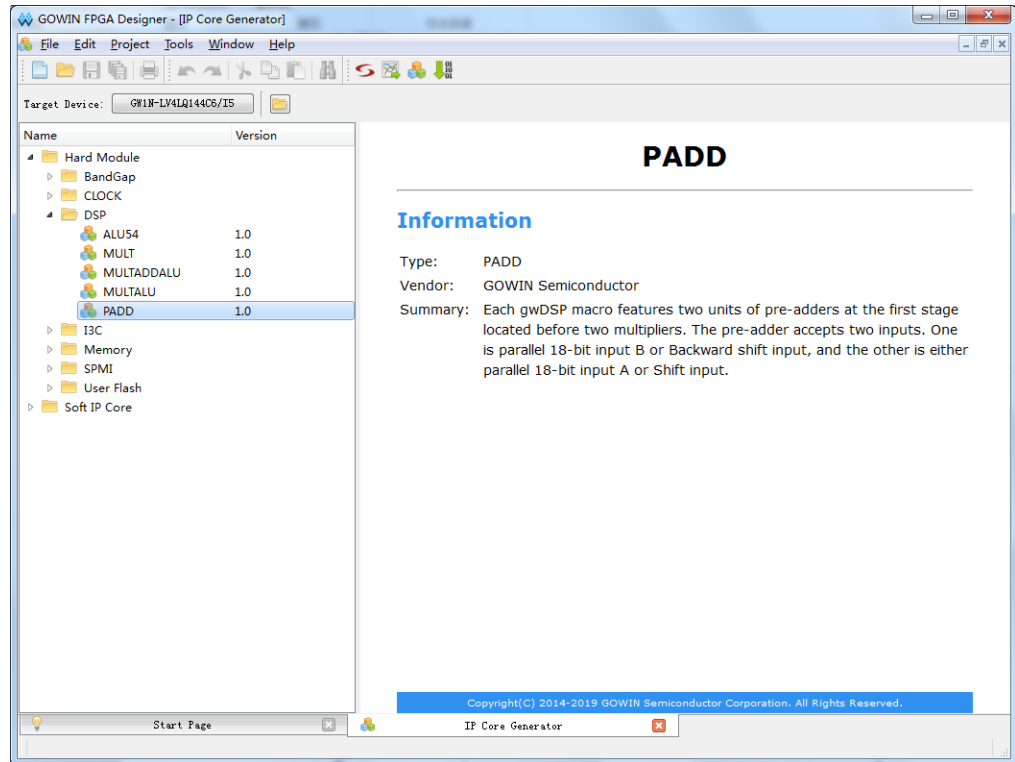 GOWIN FPGA Designer - [IP Core Generator]
File Edit Project Tools Window Help
Target Device: GW1N-LV4LQ144C6/I5
Name Version
Hard Module
BandGap
CLOCK
DSP
ALU54 1.0
MULT 1.0
MULTADDALU 1.0
MULTALU 1.0
PADD 1.0
I3C
Memory
SPMI
User Flash
Soft IP Core
PADD
Information
Type: PADD
Vendor: GOWIN Semiconductor
Summary: Each gwDSP macro features two units of pre-adders at the first stage
located before two multipliers. The pre-adder accepts two inputs. One
is parallel 18-bit input B or Backward shift input, and the other is either
parallel 18-bit input A or Shift input.
Copyright(C) 2014-2019 GOWIN Semiconductor Corporation. All Rights Reserved.
Start Page IP Core Generator